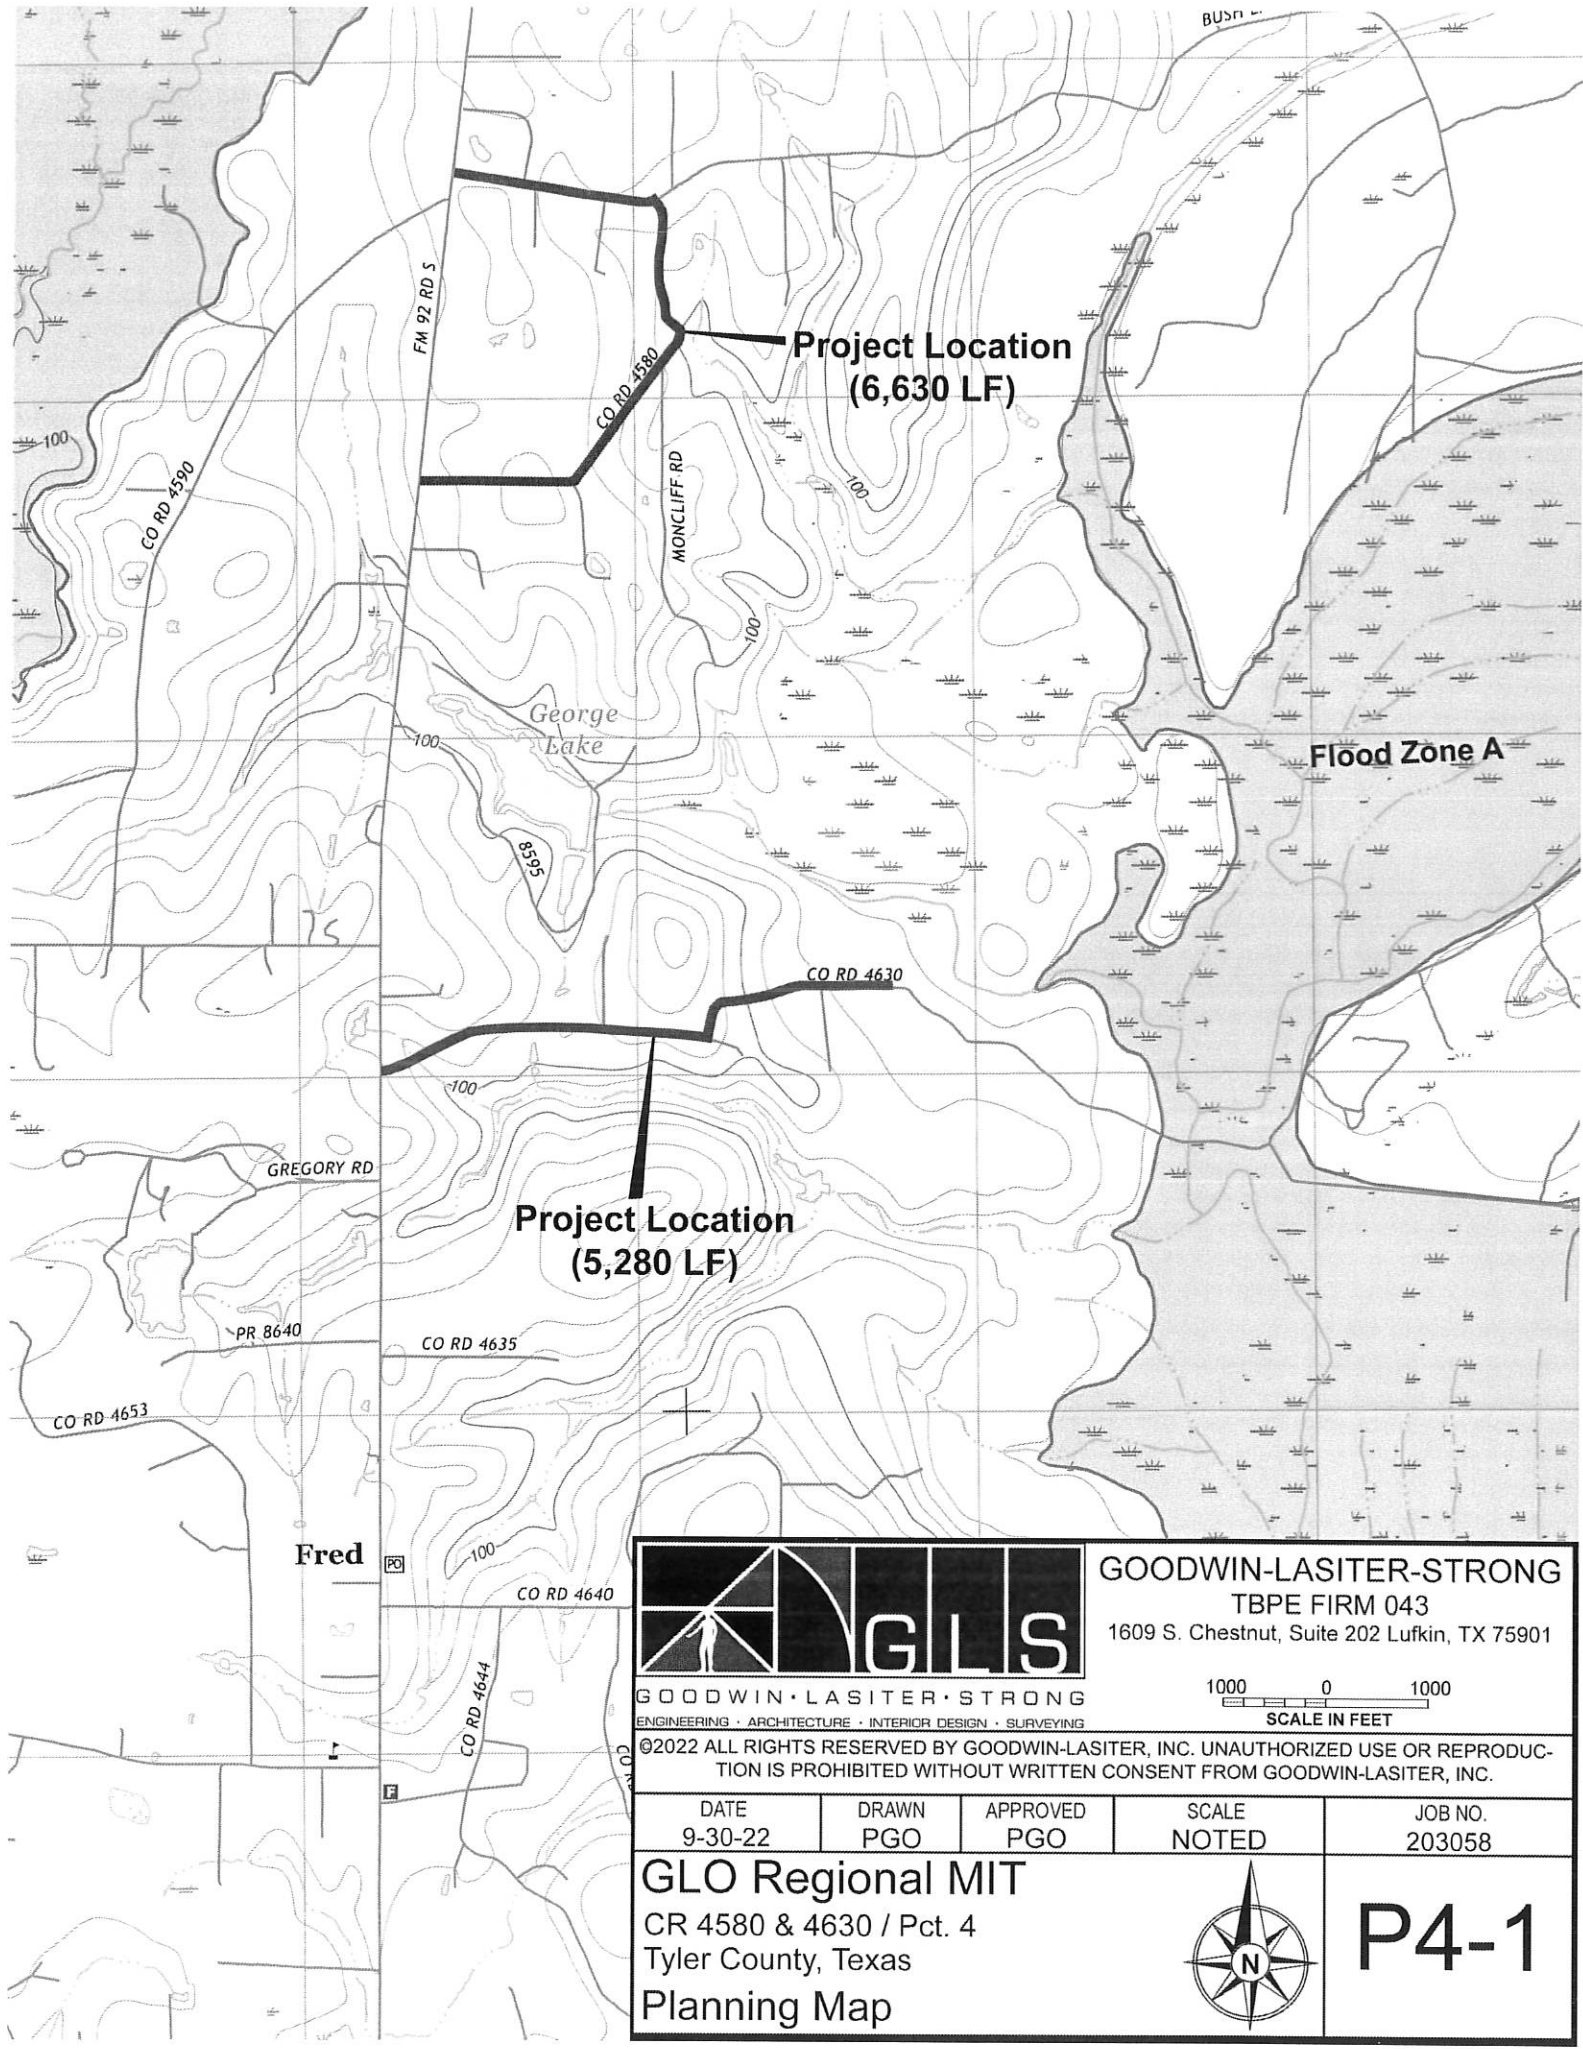 FM 92 RD S
Project Location
(6,630 LF)
CO RD 4580
100
CO RD 4590
MONCLIFF RD
100
100
George
Lake
100
Flood Zone A
8595
CO RD 4630
100
GREGORY RD
Project Location
(5,280 LF)
PR 8640
CO RD 4635
CO RD 4653
Fred
PO
100
CO RD 4640
CO RD 4644
CO
F
GLS
GOODWIN · LASITER · STRONG
ENGINEERING · ARCHITECTURE · INTERIOR DESIGN · SURVEYING
GOODWIN-LASITER-STRONG
TBPE FIRM 043
1609 S. Chestnut, Suite 202 Lufkin, TX 75901
1000 0 1000
SCALE IN FEET
©2022 ALL RIGHTS RESERVED BY GOODWIN-LASITER, INC. UNAUTHORIZED USE OR REPRODUC-
TION IS PROHIBITED WITHOUT WRITTEN CONSENT FROM GOODWIN-LASITER, INC.
DATE DRAWN APPROVED SCALE JOB NO.
9-30-22 PGO PGO NOTED 203058
GLO Regional MIT
CR 4580 & 4630 / Pct. 4
Tyler County, Texas
Planning Map
N
P4-1